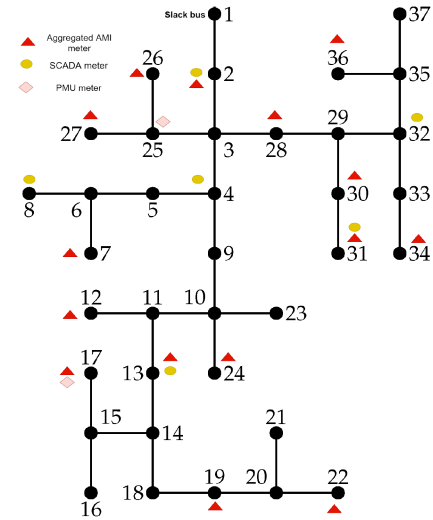 Slack bus 1 37
Aggregated AMI
meter
26 36
SCADA meter 2 35
PMU meter
29
27 25 3 28 32
30 33
8 6 5 4
7 9 31 34
12 11 10 23
17
13 24
15 21
14
22
16 18 19 20